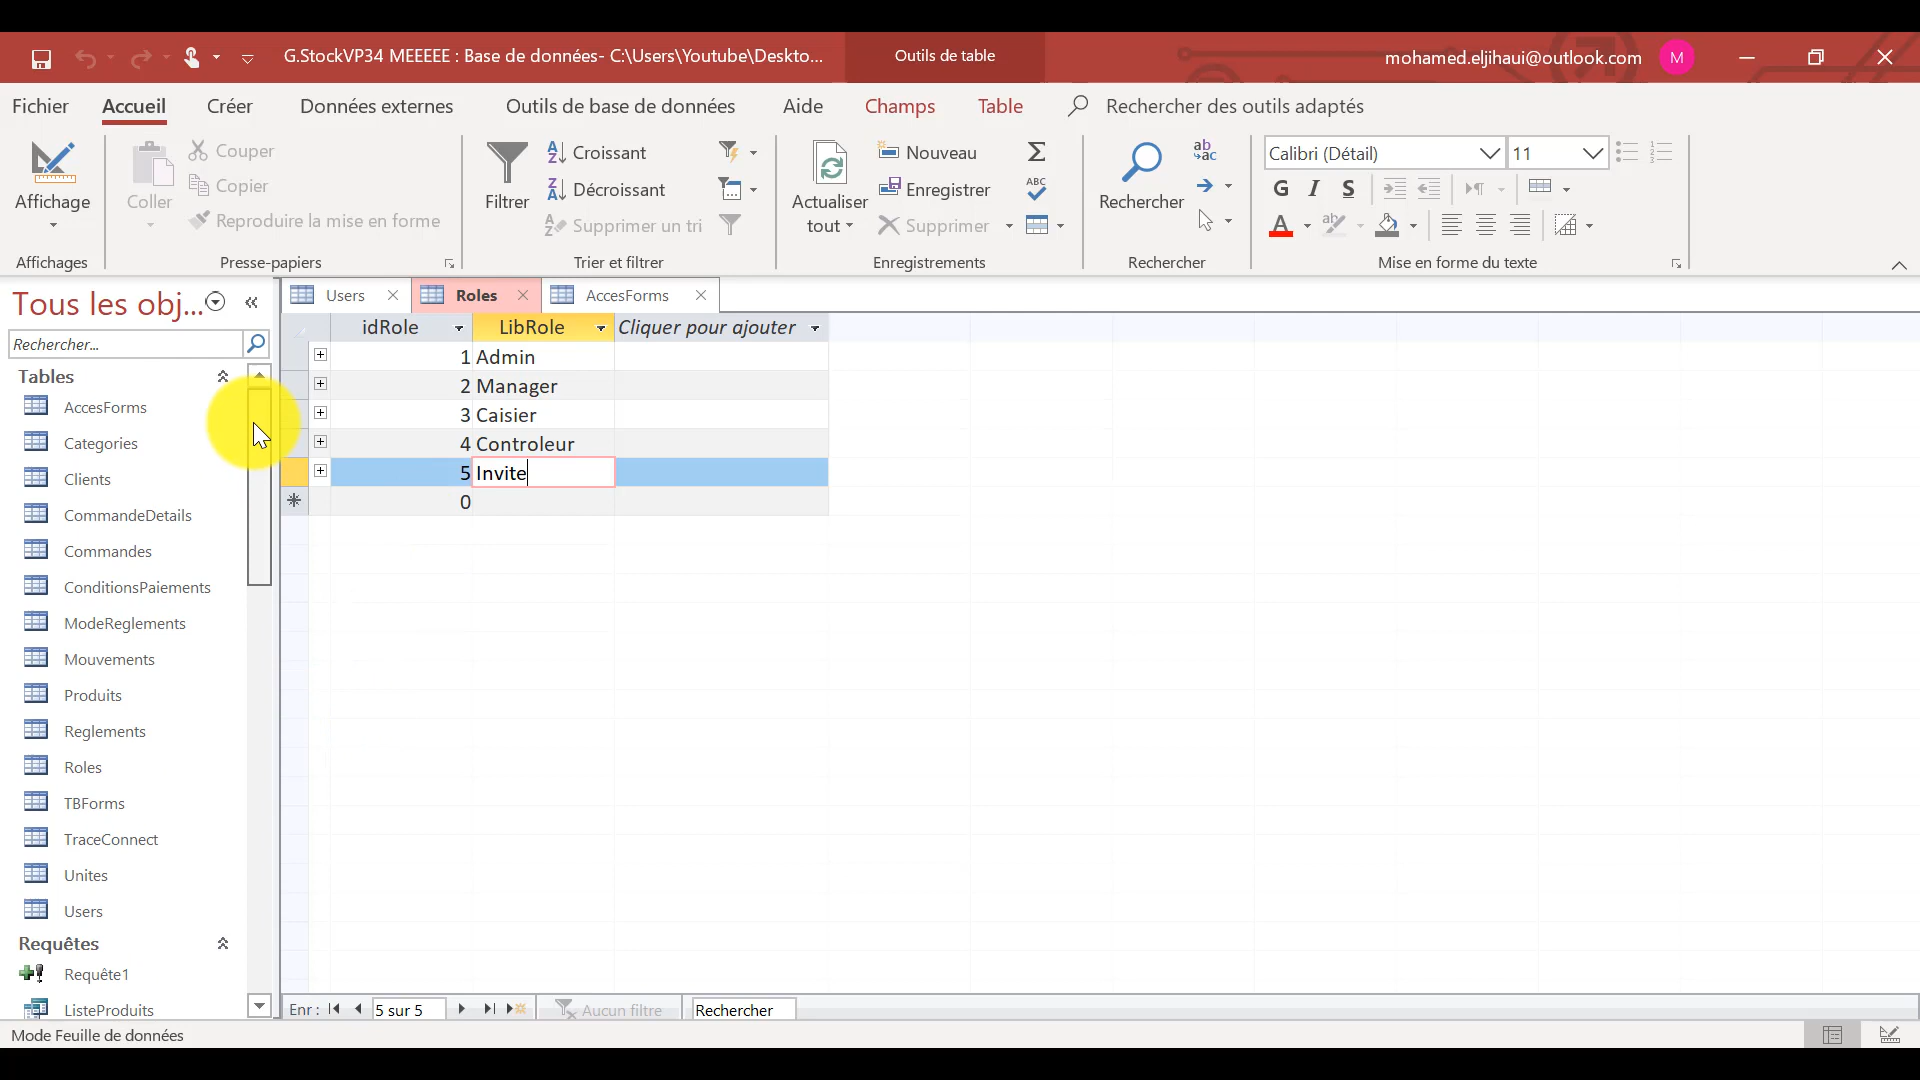 G.StockVP34 MEEEEE : Base de données- C:\Users\Youtube\Deskto...
Outils de table
mohamed.eljihaui@outlook.com
M
Fichier
Accueil
Créer
Données externes
Outils de base de données
Aide
Champs
Table
Rechercher des outils adaptés
Affichage
Coller
Couper
Copier
Reproduire la mise en forme
Filtrer
Croissant
Décroissant
Supprimer un tri
Actualiser
tout
Nouveau
Enregistrer
Supprimer
Rechercher
Calibri (Détail)
11
G I S
Affichages
Presse-papiers
Trier et filtrer
Enregistrements
Rechercher
Mise en forme du texte
Tous les obj...
Rechercher...
Tables
AccesForms
Categories
Clients
CommandeDetails
Commandes
ConditionsPaiements
ModeReglements
Mouvements
Produits
Reglements
Roles
TBForms
TraceConnect
Unites
Users
Requêtes
Requête1
ListeProduits
Users
Roles
AccesForms
idRole LibRole Cliquer pour ajouter
1 Admin
2 Manager
3 Caisier
4 Controleur
5 Invite
0
Enr :
5 sur 5
Aucun filtre
Rechercher
Mode Feuille de données